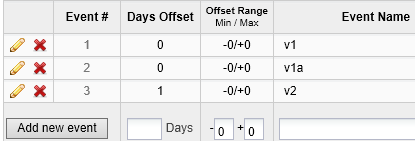 Event # Days Offset Offset Range Min / Max Event Name
1 0 -0/+0 v1
2 0 -0/+0 v1a
3 1 -0/+0 v2
Add new event Days -0 +0